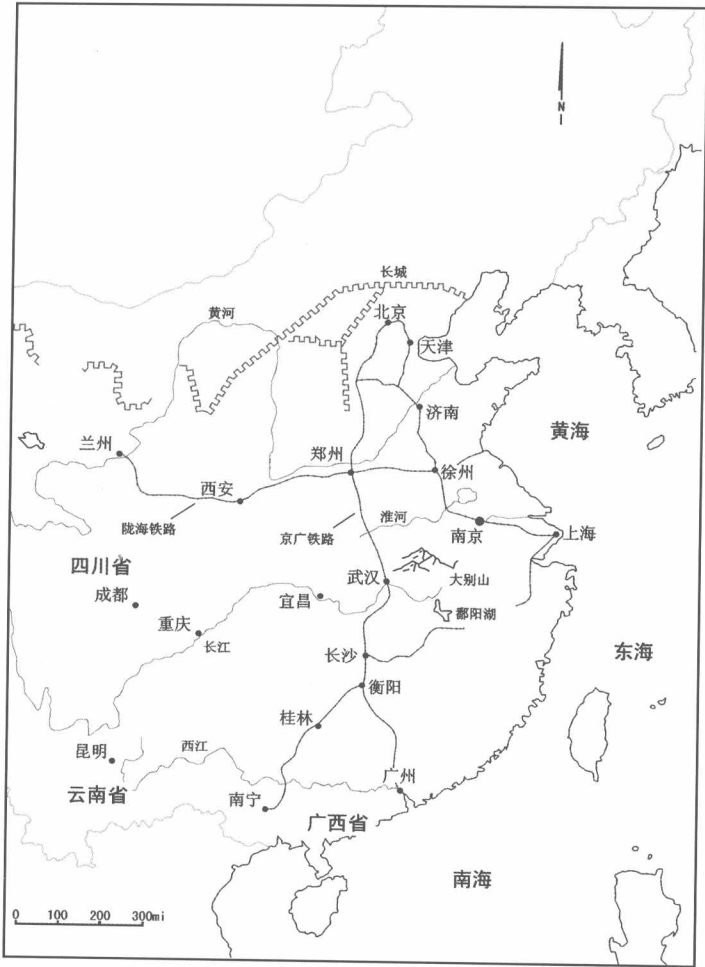 N
长城
黄河
北京
天津
济南
黄海
兰州
郑州
徐州
西安
陇海铁路
京广铁路
淮河
南京
上海
四川省
成都
武汉
大别山
宜昌
鄱阳湖
重庆
长江
长沙
东海
衡阳
桂林
昆明
西江
云南省
南宁
广州
广西省
南海
0 100 200 300mi